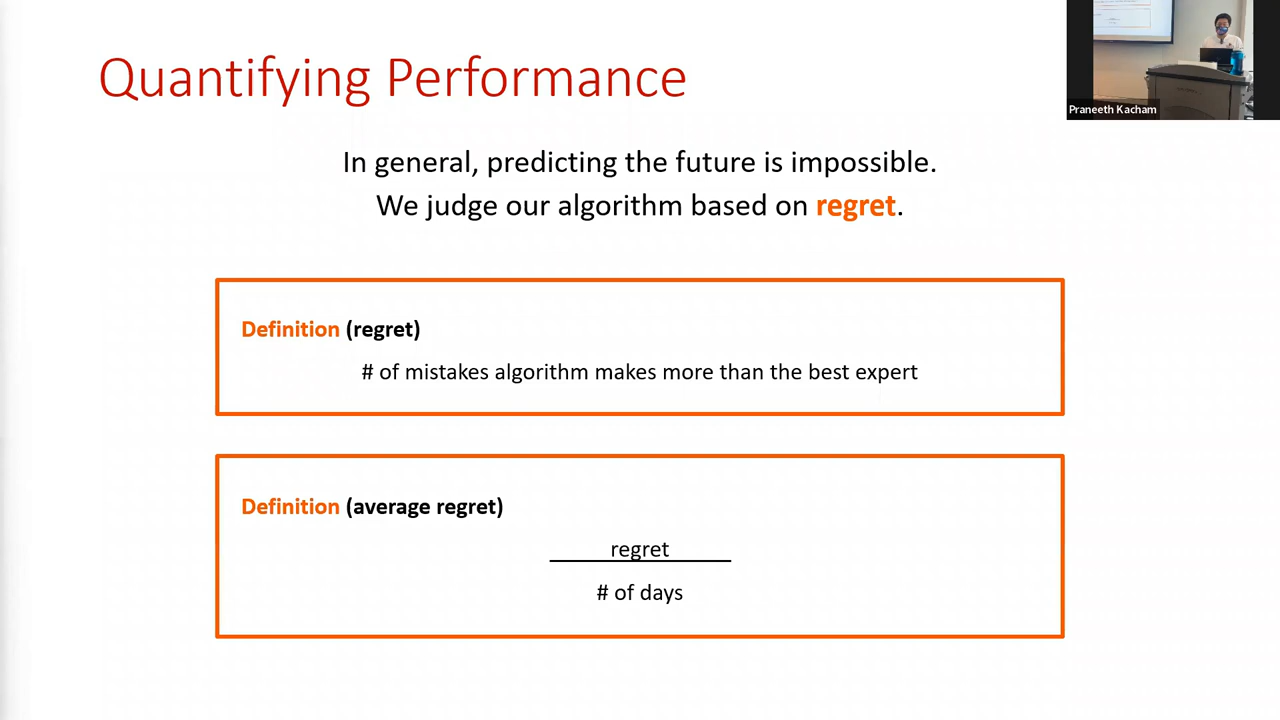 Quantifying Performance
Praneeth Kacham
In general, predicting the future is impossible.
We judge our algorithm based on regret.
Definition (regret)
# of mistakes algorithm makes more than the best expert
Definition (average regret)
regret
# of days